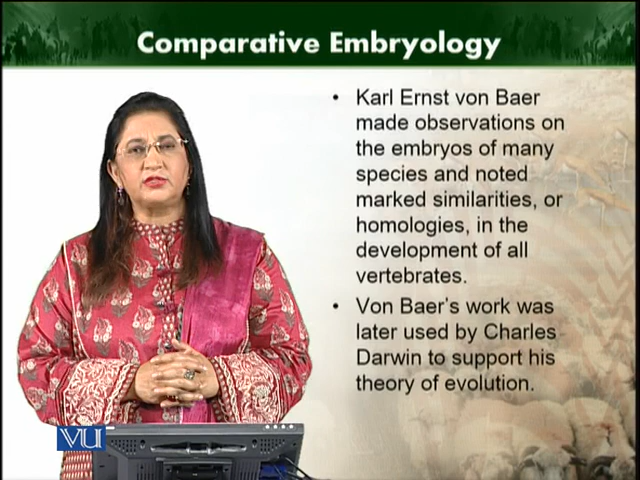 Comparative Embryology
• Karl Ernst von Baer
made observations on
the embryos of many
species and noted
marked similarities, or
homologies, in the
development of all
vertebrates.
• Von Baer's work was
later used by Charles
Darwin to support his
theory of evolution.
VU